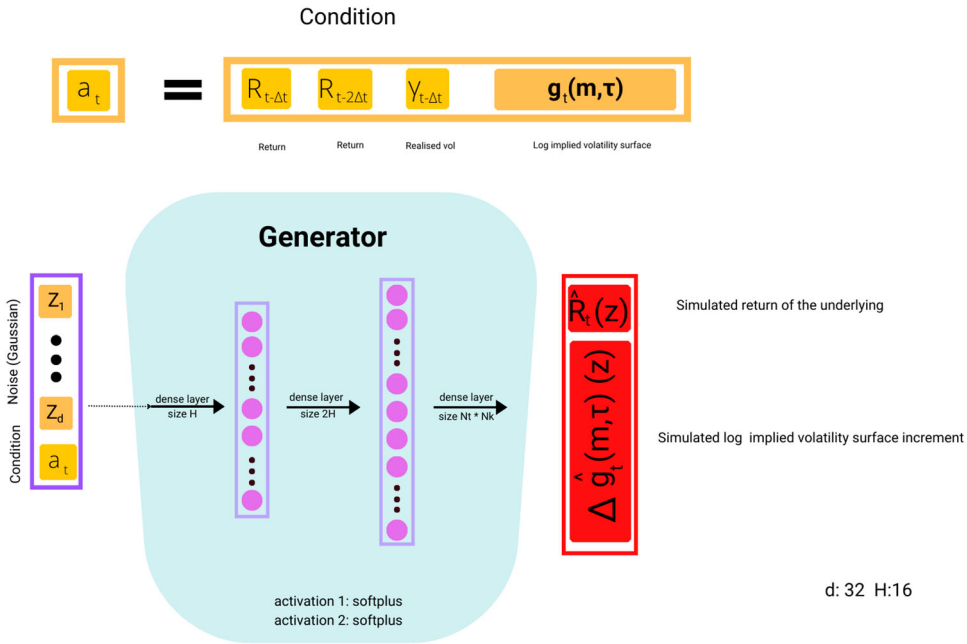 Condition
a_t = R_{t-Δt} R_{t-2Δt} γ_{t-Δt} g_t(m,τ)
Return Return Realised vol Log implied volatility surface
Generator
Noise (Gaussian)
Condition
Z_1
Z_d
a_t
dense layer
size H
dense layer
size 2H
dense layer
size Nt * Nk
R̂_t(z)
Δ ĝ_t(m,τ) (z)
Simulated return of the underlying
Simulated log implied volatility surface increment
activation 1: softplus
activation 2: softplus
d: 32 H:16